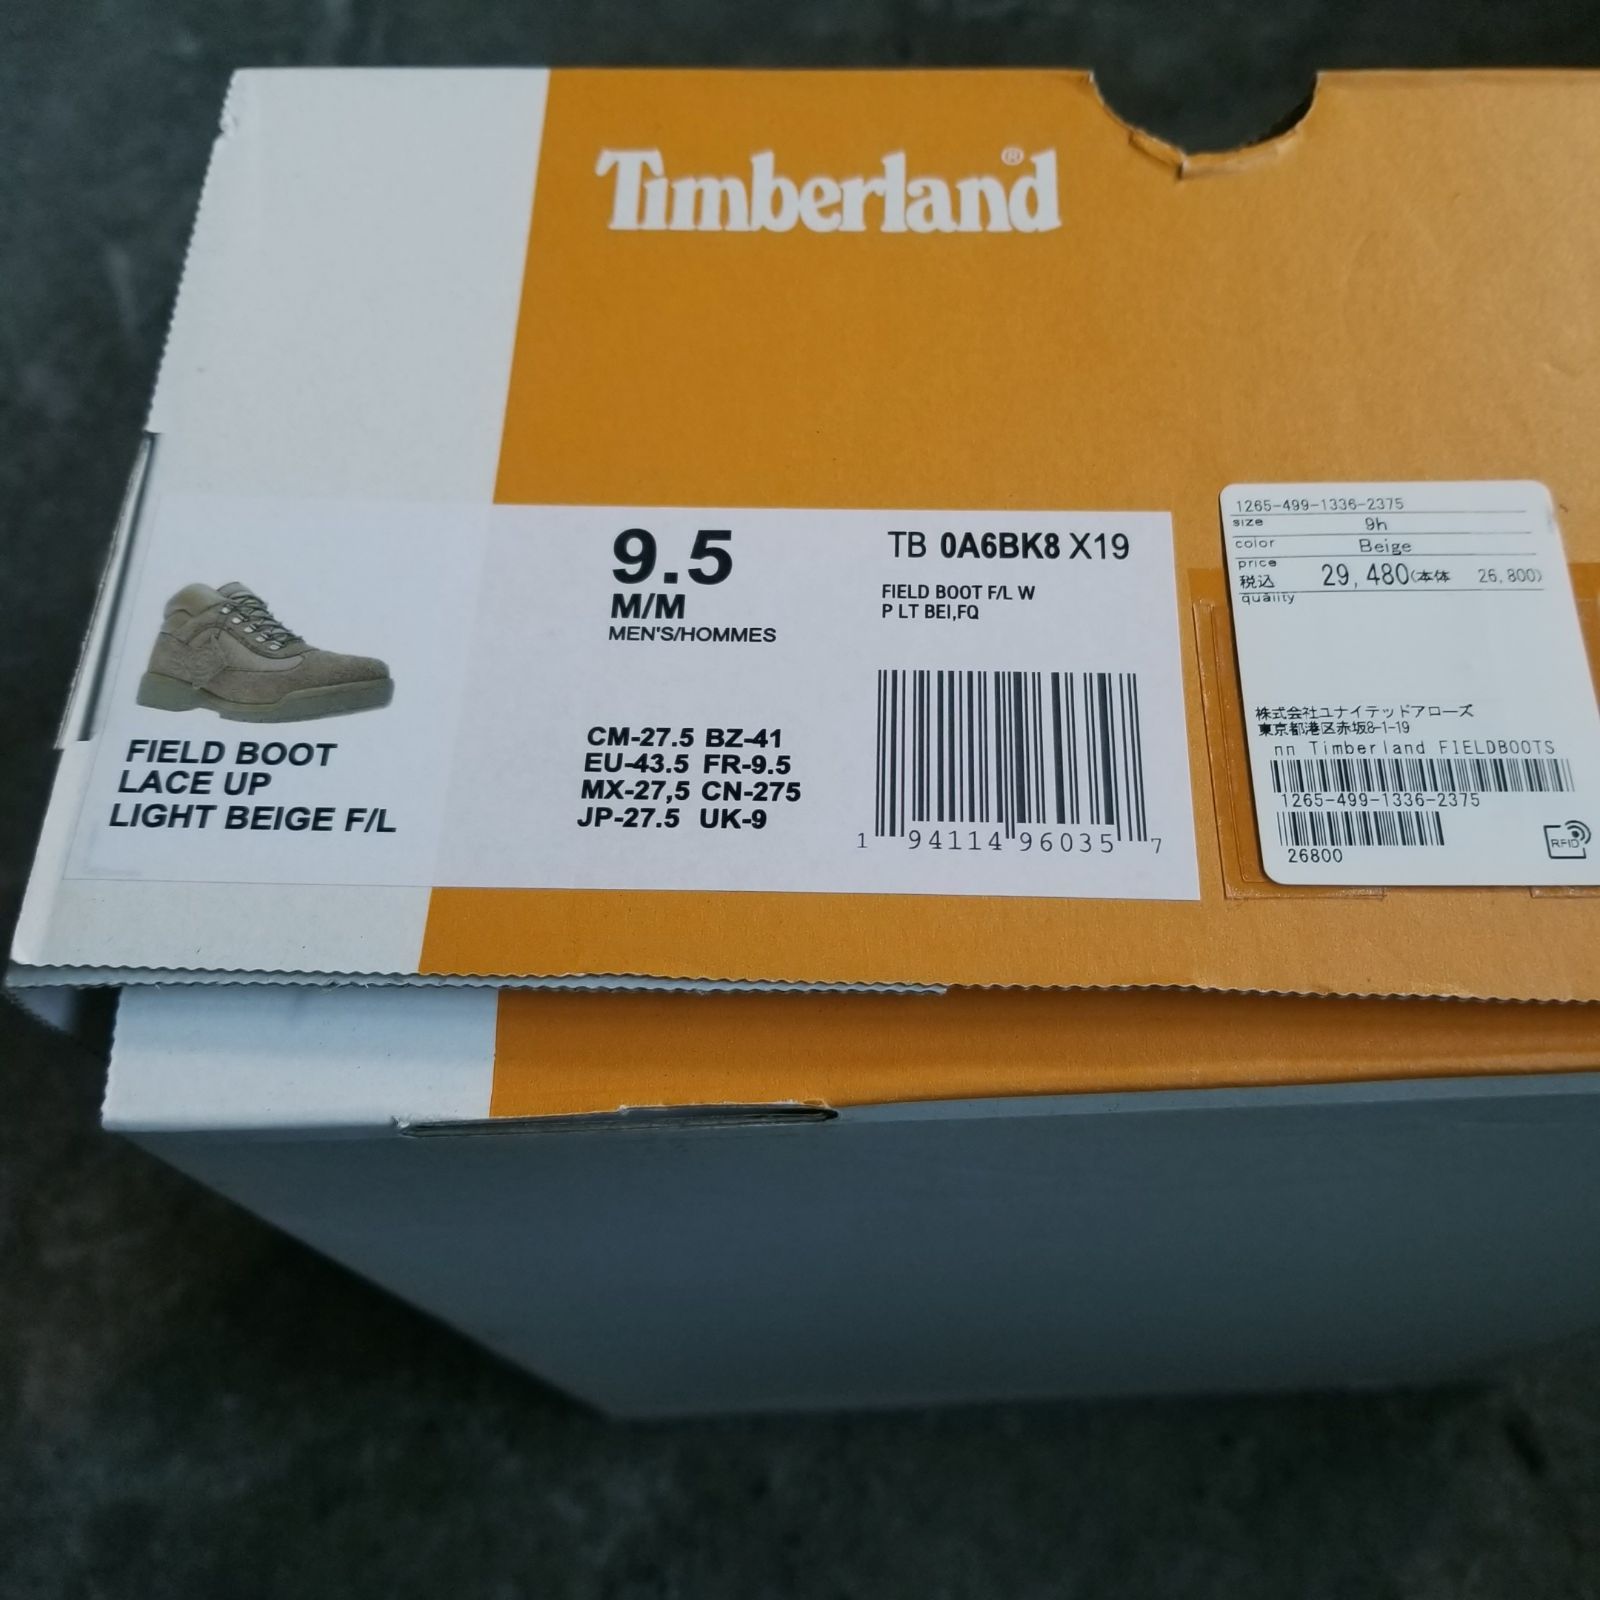 Timberland®
9.5
M/M
MEN'S/HOMMES
TB 0A6BK8 X19
FIELD BOOT F/L W
P LT BEI,FQ
FIELD BOOT
LACE UP
LIGHT BEIGE F/L
CM-27.5 BZ-41
EU-43.5 FR-9.5
MX-27,5 CN-275
JP-27.5 UK-9
1 94114 96035 7
1265-499-1336-2375
size 9h
color Beige
price
税込 29,480(本体 26,800)
quality
株式会社ユナイテッドアローズ
東京都港区赤坂8-1-19
nn Timberland FIELDBOOTS
1265-499-1336-2375
26800
RFID